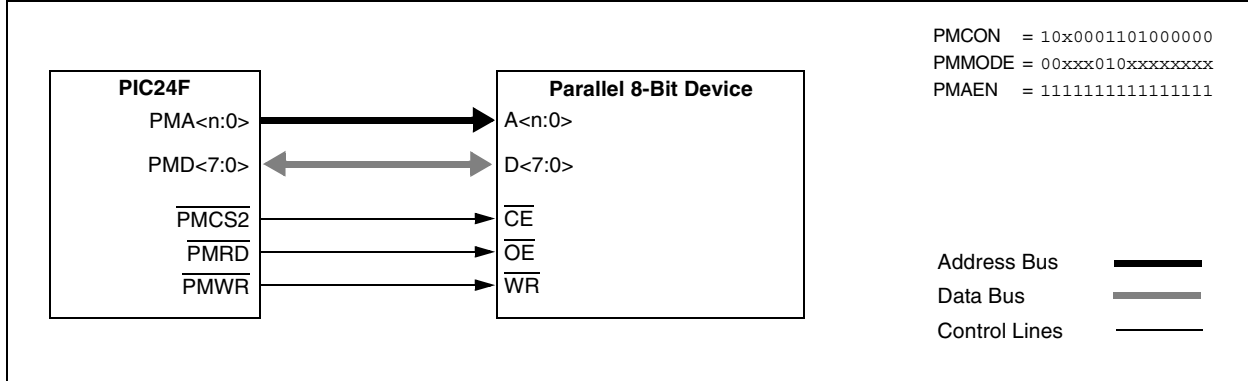 PMCON = 10x0001101000000
PMMODE = 00xxx010xxxxxxxx
PMAEN = 1111111111111111
PIC24F
PMA<n:0>
PMD<7:0>
PMCS2
PMRD
PMWR
Parallel 8-Bit Device
A<n:0>
D<7:0>
CE
OE
WR
Address Bus
Data Bus
Control Lines